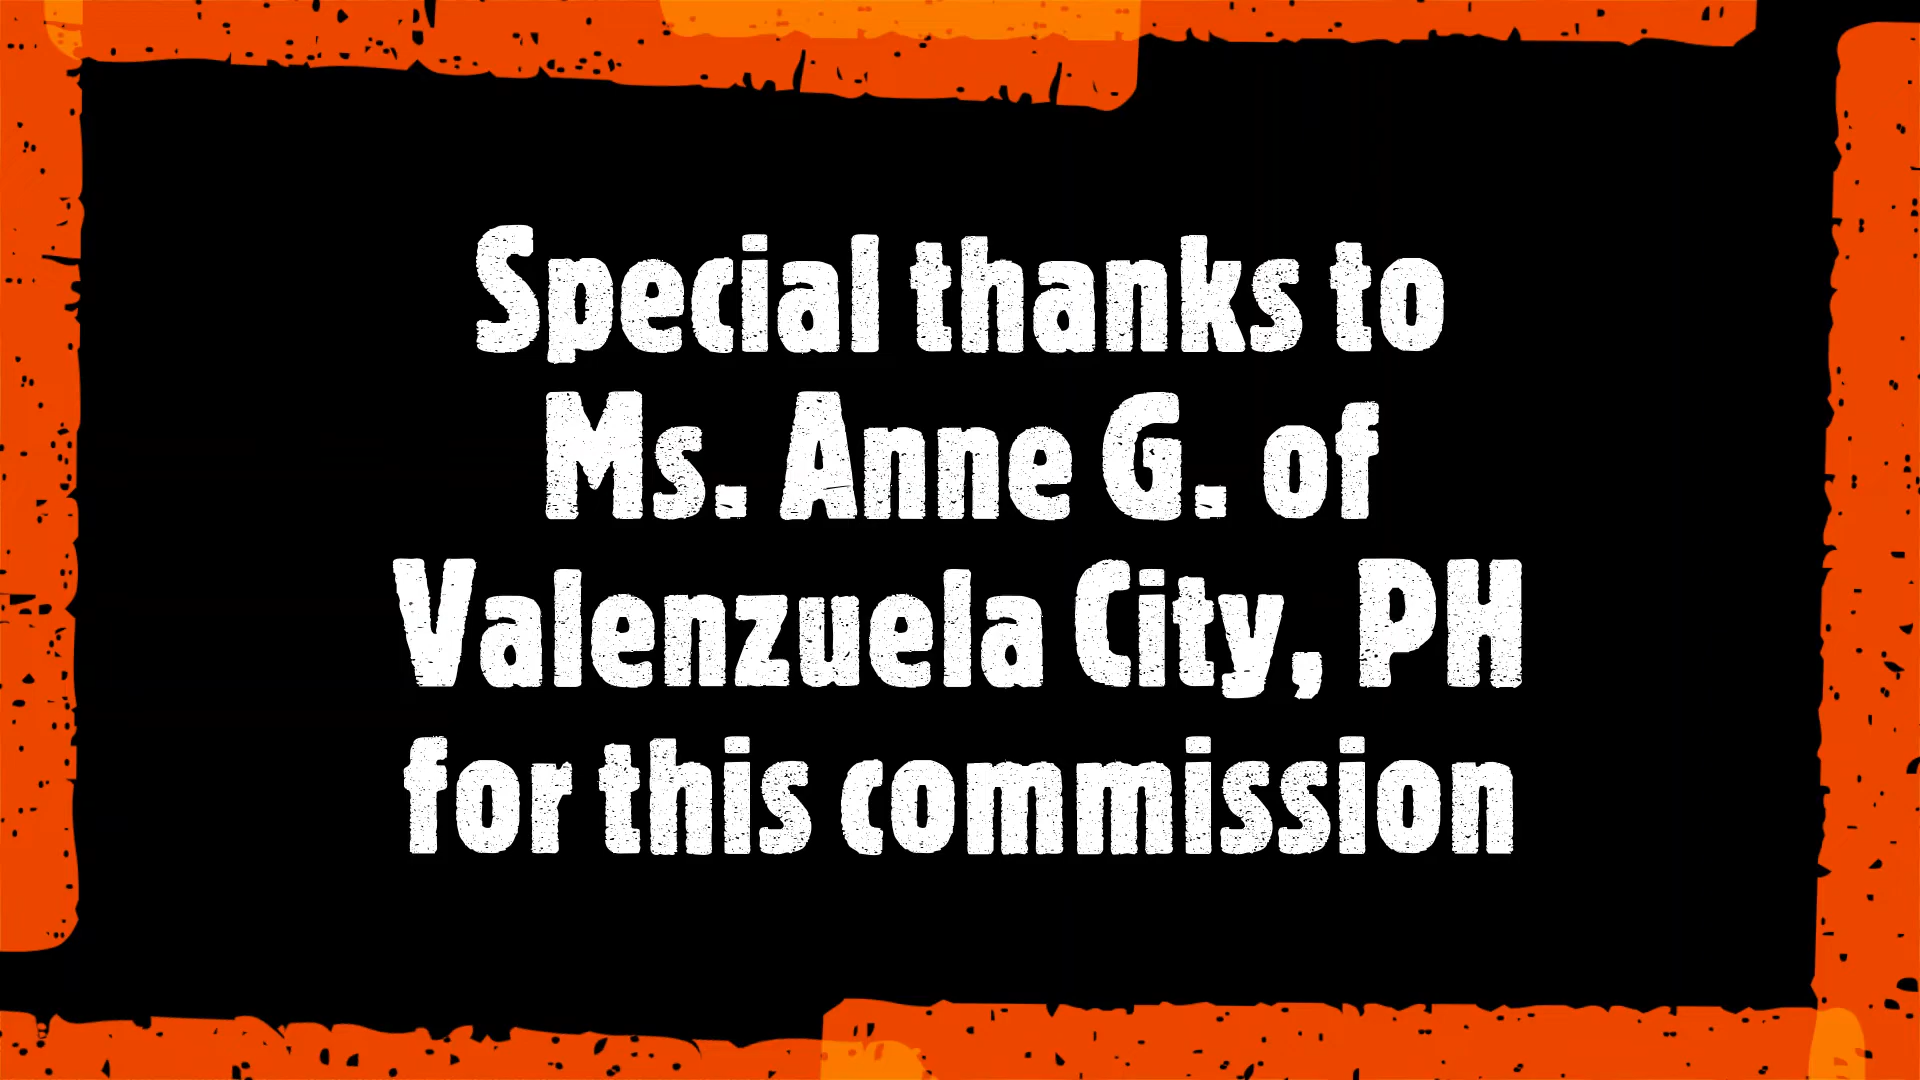 Special thanks to
Ms. Anne G. of
Valenzuela City, PH
for this commission